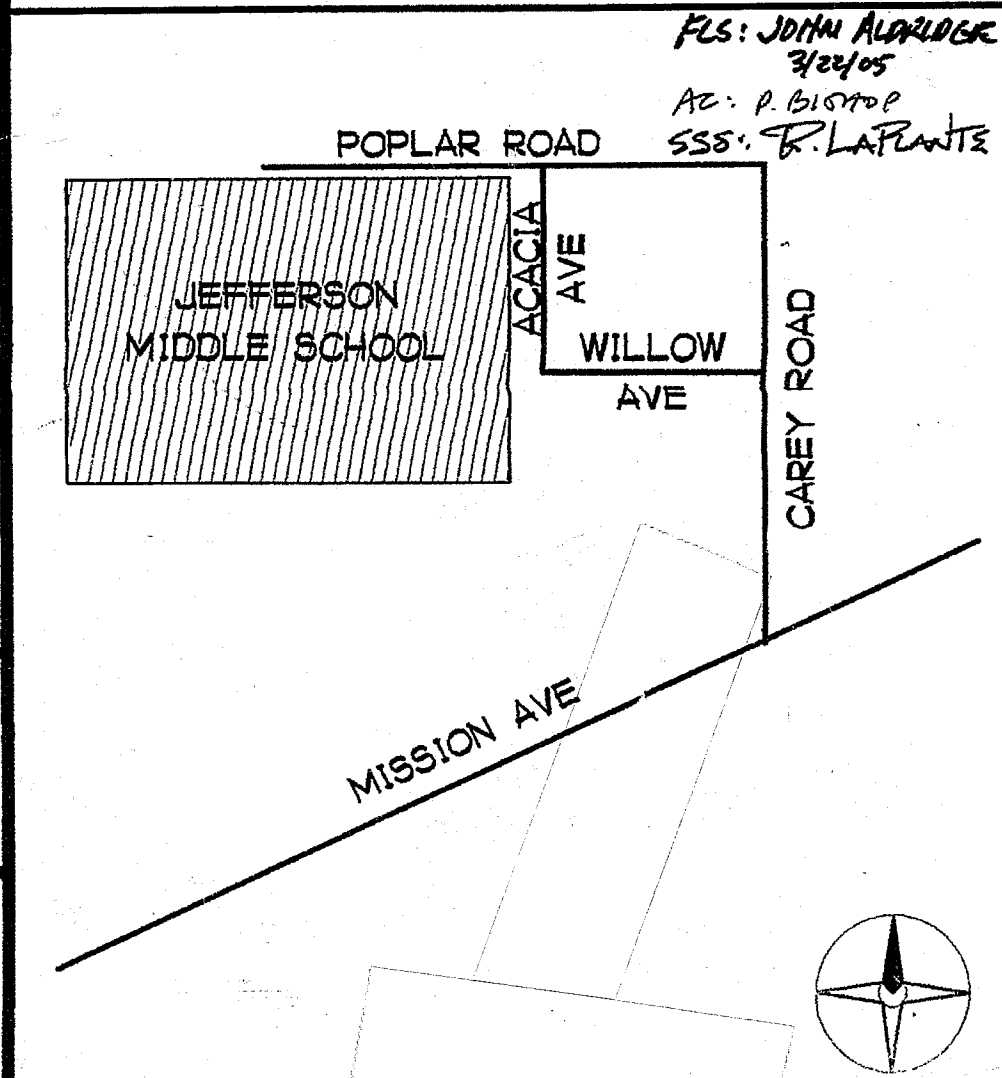 FLS: JOHN ALDRIDGE
3/22/05
AC: P. BISHOP
SSS: R. LAPLANTE
POPLAR ROAD
ACACIA
AVE
JEFFERSON
MIDDLE SCHOOL
WILLOW
AVE
CAREY ROAD
MISSION AVE